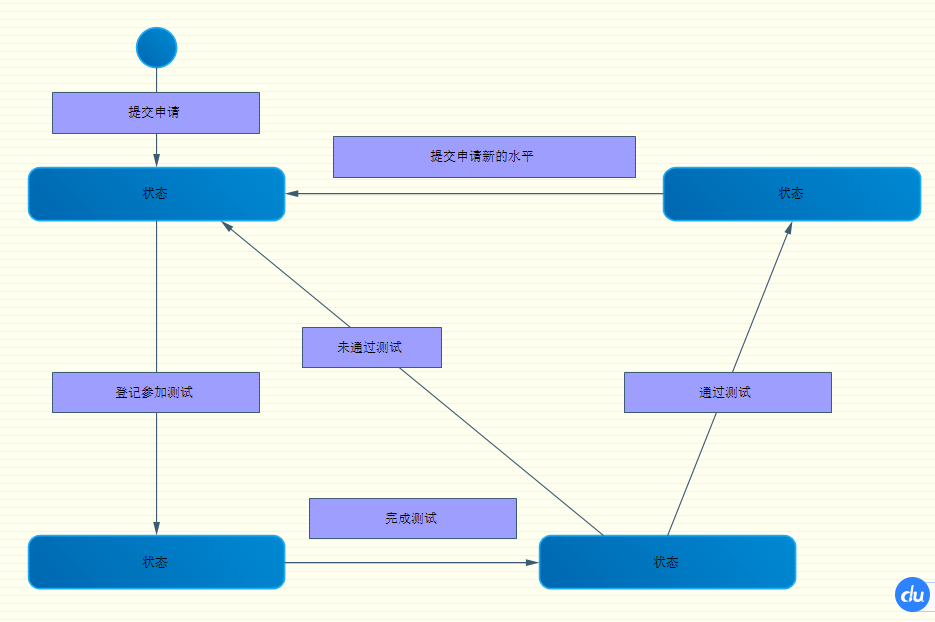 提交申请
提交申请新的水平
状态
状态
未通过测试
登记参加测试
通过测试
完成测试
状态
状态
du